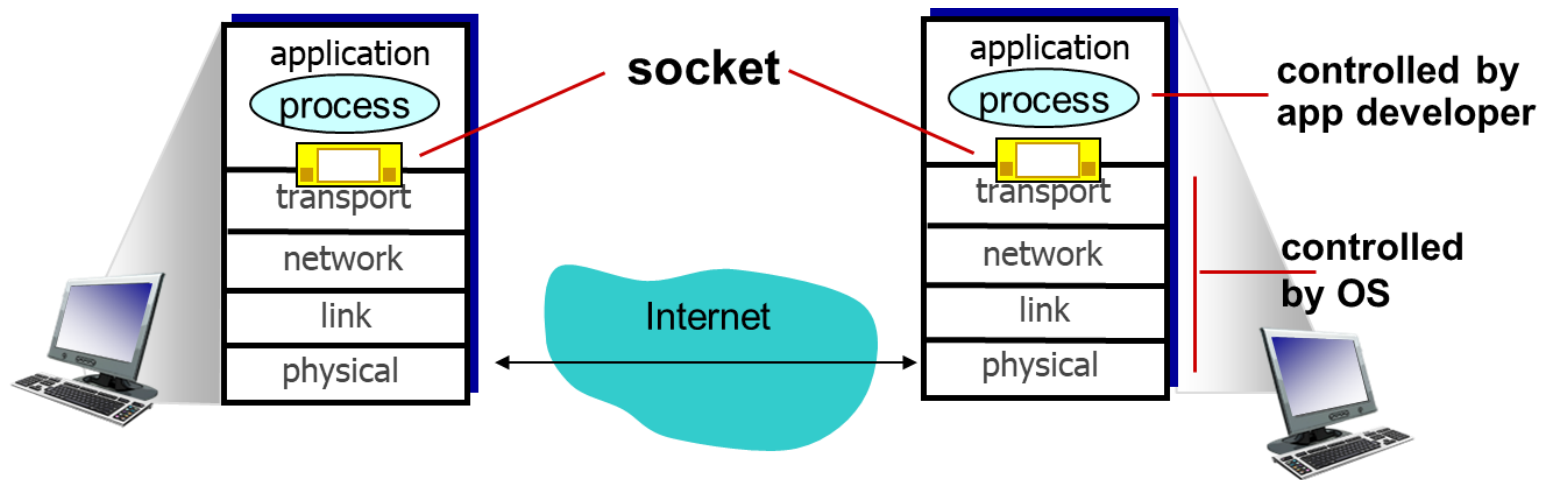 application
process
transport
network
link
physical
socket
Internet
application
process
transport
network
link
physical
controlled by
app developer
controlled
by OS